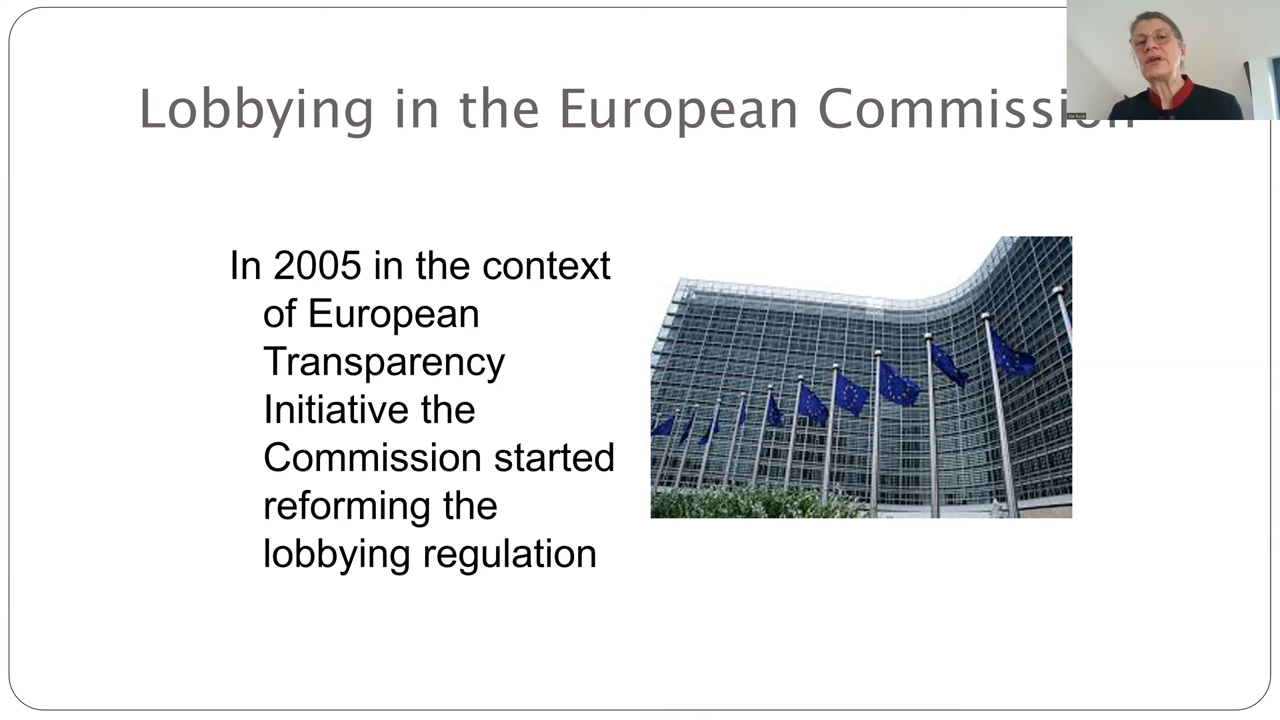 Lobbying in the European Commission
In 2005 in the context
of European
Transparency
Initiative the
Commission started
reforming the
lobbying regulation